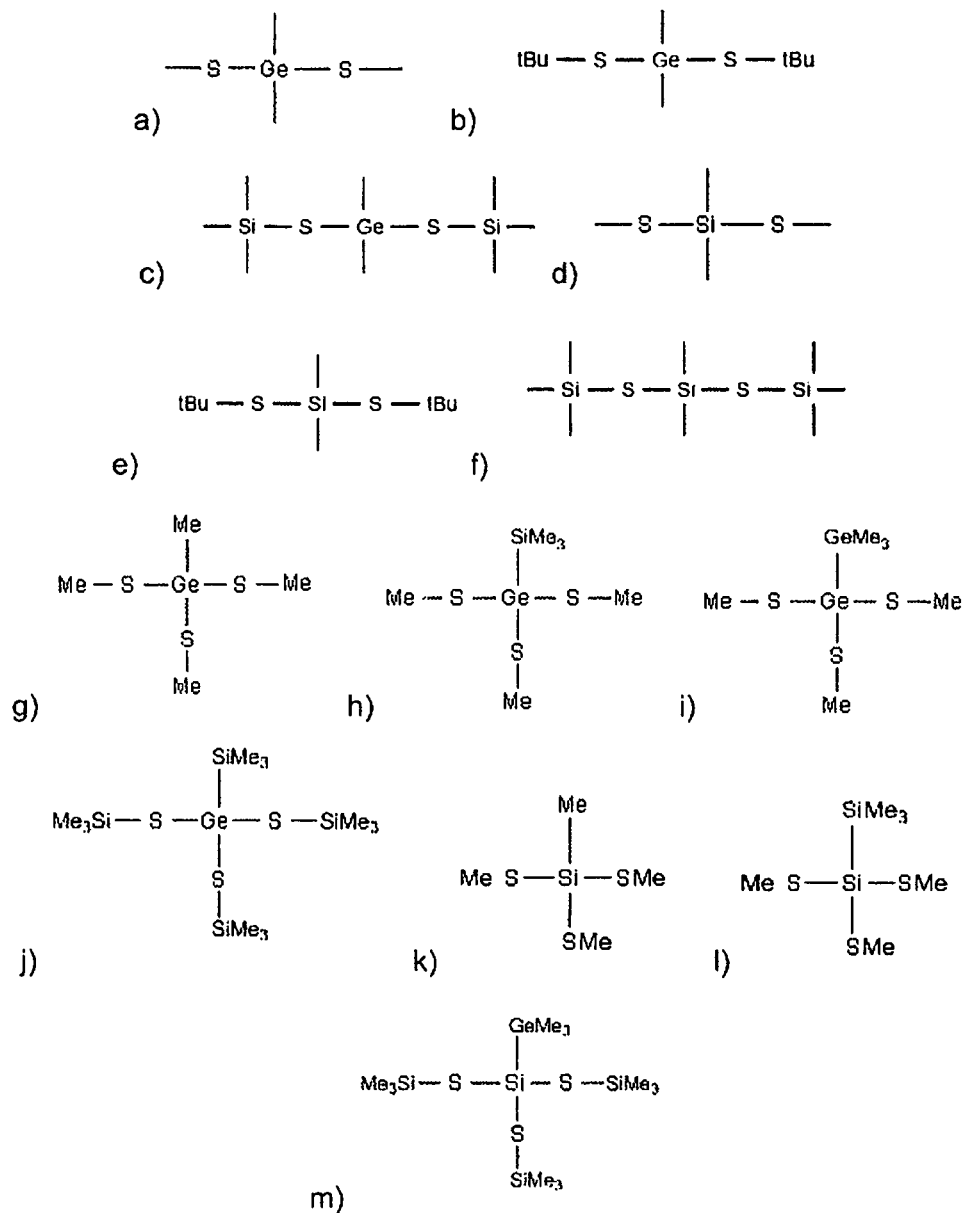 S Ge S
a)
tBu S Ge S tBu
b)
Si S Ge S Si
c)
S Si S
d)
tBu S Si S tBu
e)
Si S Si S Si
f)
Me
Me S Ge S Me
S
Me
g)
SiMe3
Me S Ge S Me
S
Me
h)
GeMe3
Me S Ge S Me
S
Me
i)
SiMe3
Me3Si S Ge S SiMe3
S
SiMe3
j)
Me
Me S Si SMe
SMe
k)
SiMe3
Me S Si SMe
SMe
l)
GeMe3
Me3Si S Si S SiMe3
S
SiMe3
m)